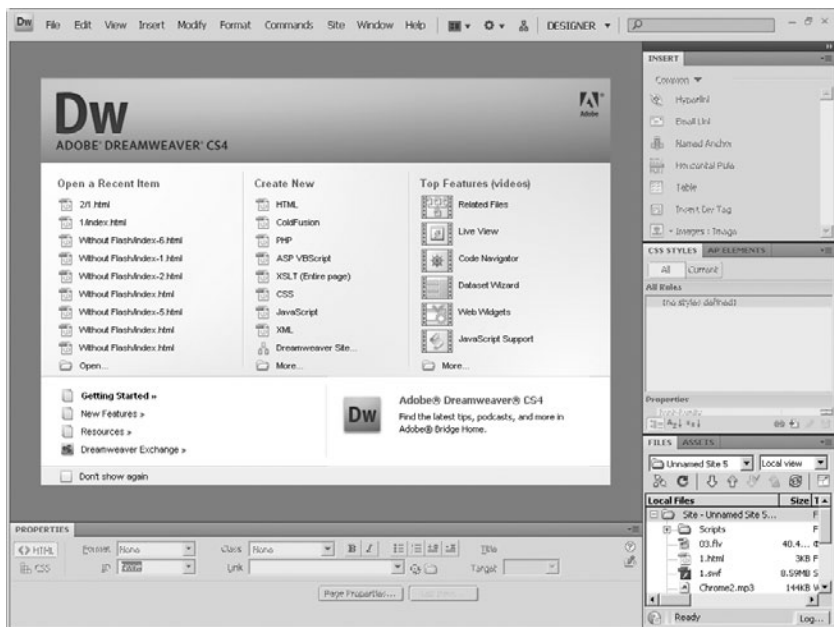 Dw File Edit View Insert Modify Format Commands Site Window Help DESIGNER
INSERT
Common
Hyperlink
Email Link
Named Anchor
Horizontal Rule
Table
Insert Div Tag
Images : Image
CSS STYLES AP ELEMENTS
All Current
All Rules
(no styles defined)
Properties
FILES ASSETS
Unnamed Site 5 Local view
Local Files Size T
Site - Unnamed Site 5... F
Scripts F
03.flv 40.4...
1.html 3KB F
1.swf 8.59MB S
Chrome2.mp3 144KB
Ready Log...
Dw
ADOBE® DREAMWEAVER® CS4
Adobe
Open a Recent Item
2/1.html
1/index.html
Without Flash/index-6.html
Without Flash/index-1.html
Without Flash/index-2.html
Without Flash/index.html
Without Flash/index-5.html
Without Flash/index.html
Without Flash/index.html
Open...
Create New
HTML
ColdFusion
PHP
ASP VBScript
XSLT (Entire page)
CSS
JavaScript
XML
Dreamweaver Site...
More...
Top Features (videos)
Related Files
Live View
Code Navigator
Dataset Wizard
Web Widgets
JavaScript Support
More...
Getting Started »
New Features »
Resources »
Dreamweaver Exchange »
Dw
Adobe® Dreamweaver® CS4
Find the latest tips, podcasts, and more in
Adobe® Bridge Home.
Don't show again
PROPERTIES
<> HTML Format None Class None B I Title
CSS ID None Link Target
Page Properties...